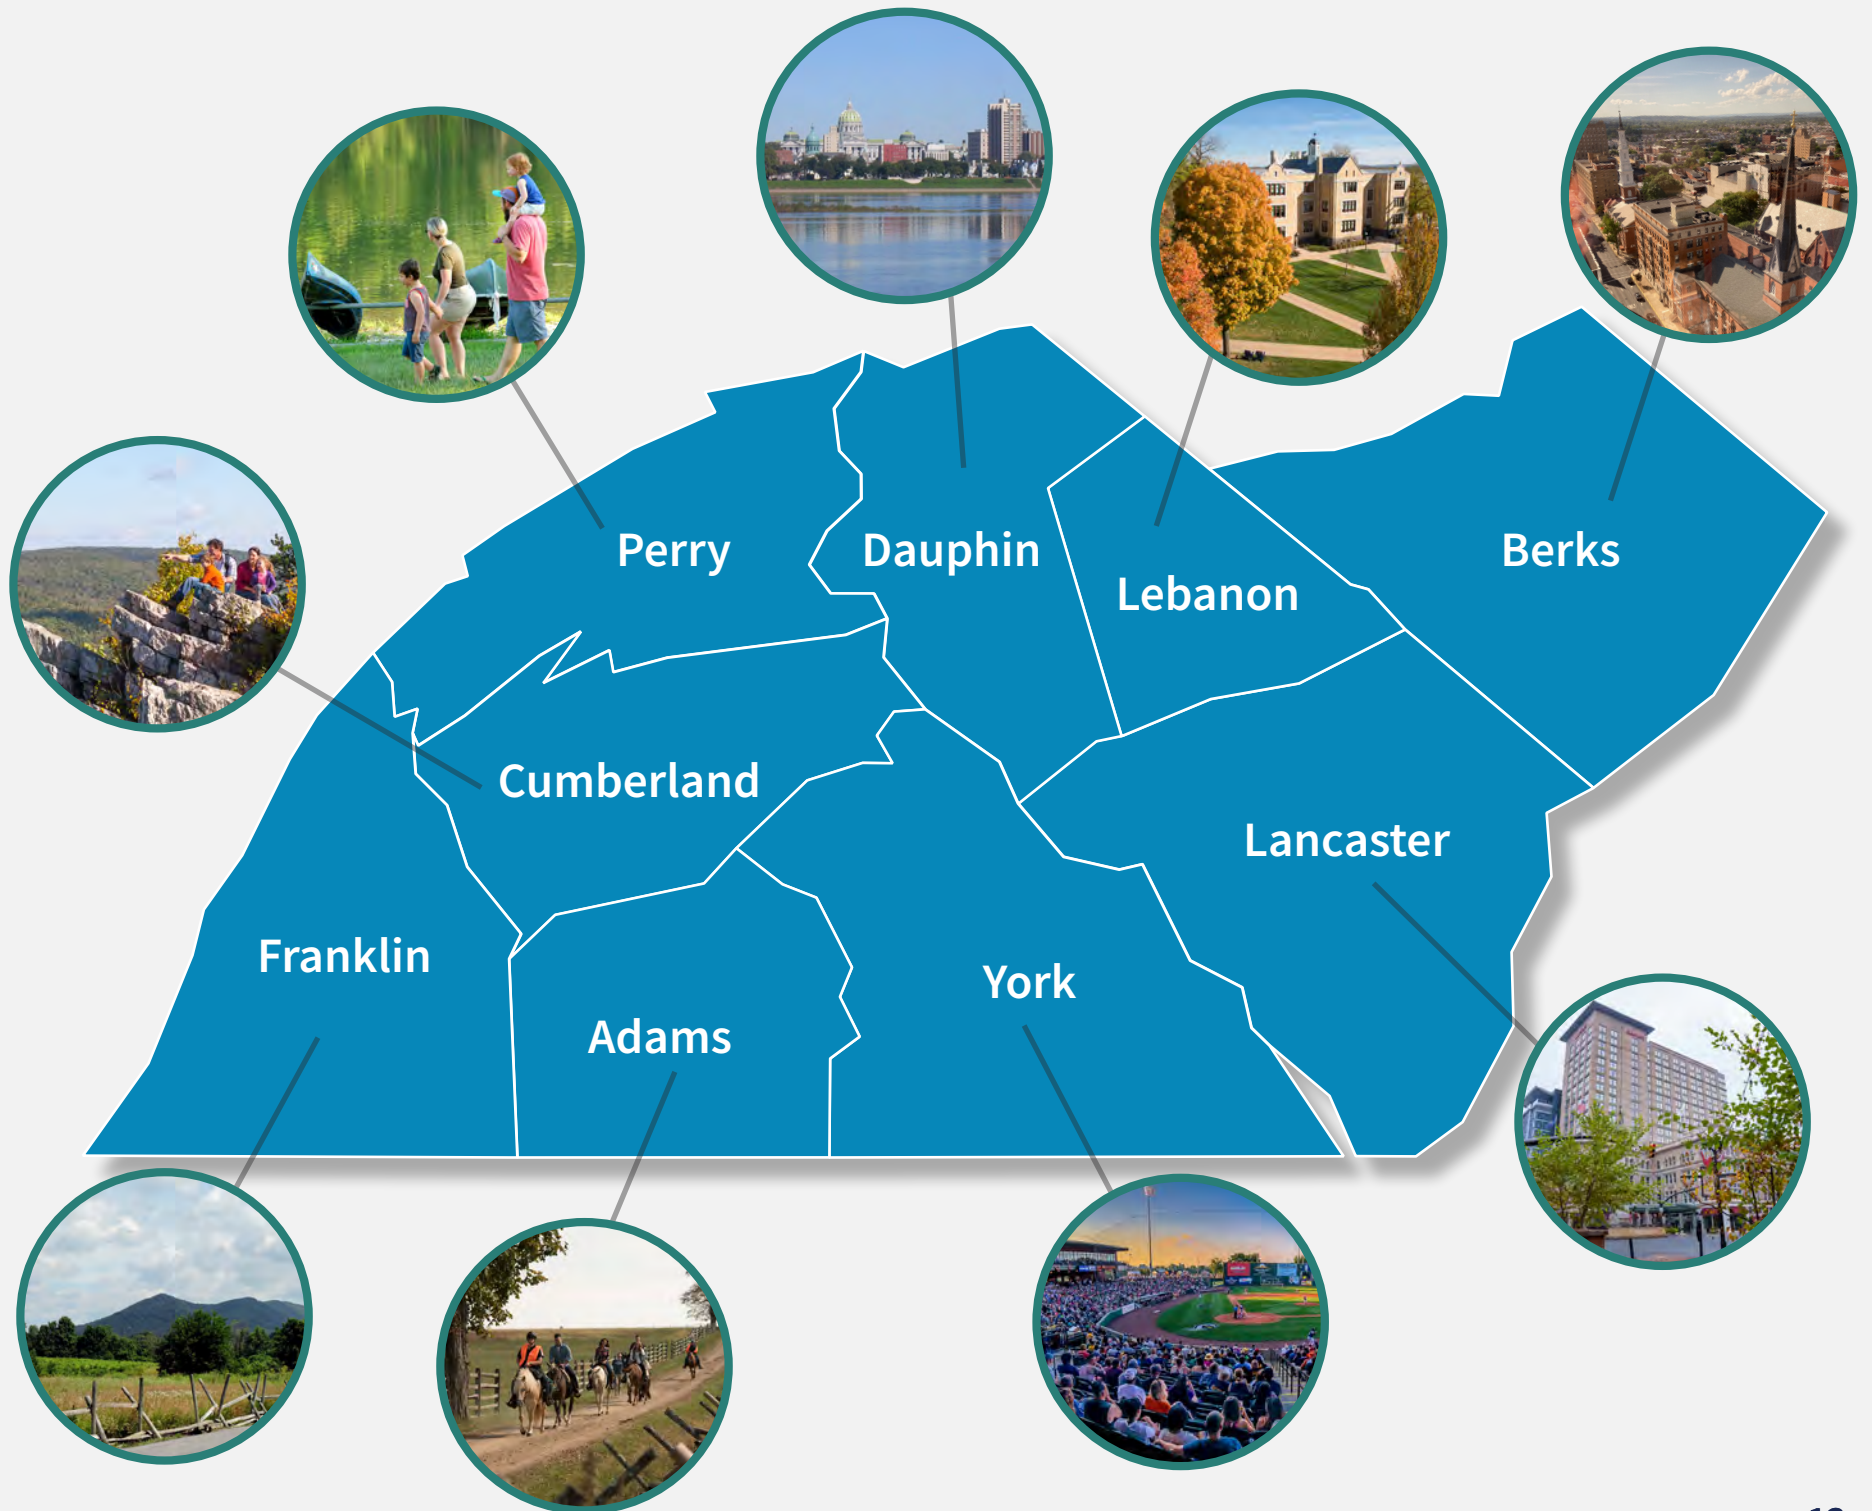 Perry
Dauphin
Berks
Lebanon
Cumberland
Lancaster
Franklin
York
Adams